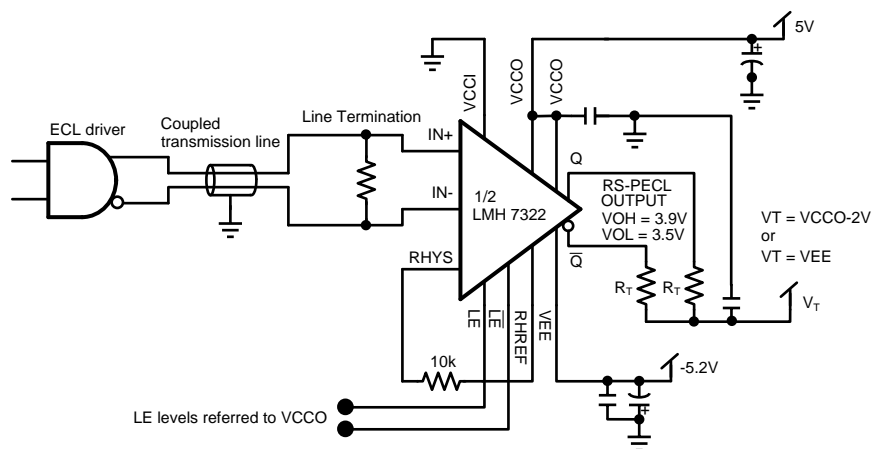 5V
VCCI
VCCO
VCCO
ECL driver
Coupled
transmission line
Line Termination
IN+
IN-
RHYS
1/2
LMH 7322
Q
RS-PECL
OUTPUT
VOH = 3.9V
VOL = 3.5V
Q̅
VT = VCCO-2V
or
VT = VEE
RT
RT
VT
LE
L̅E̅
RHREF
VEE
10k
-5.2V
LE levels referred to VCCO
+
+